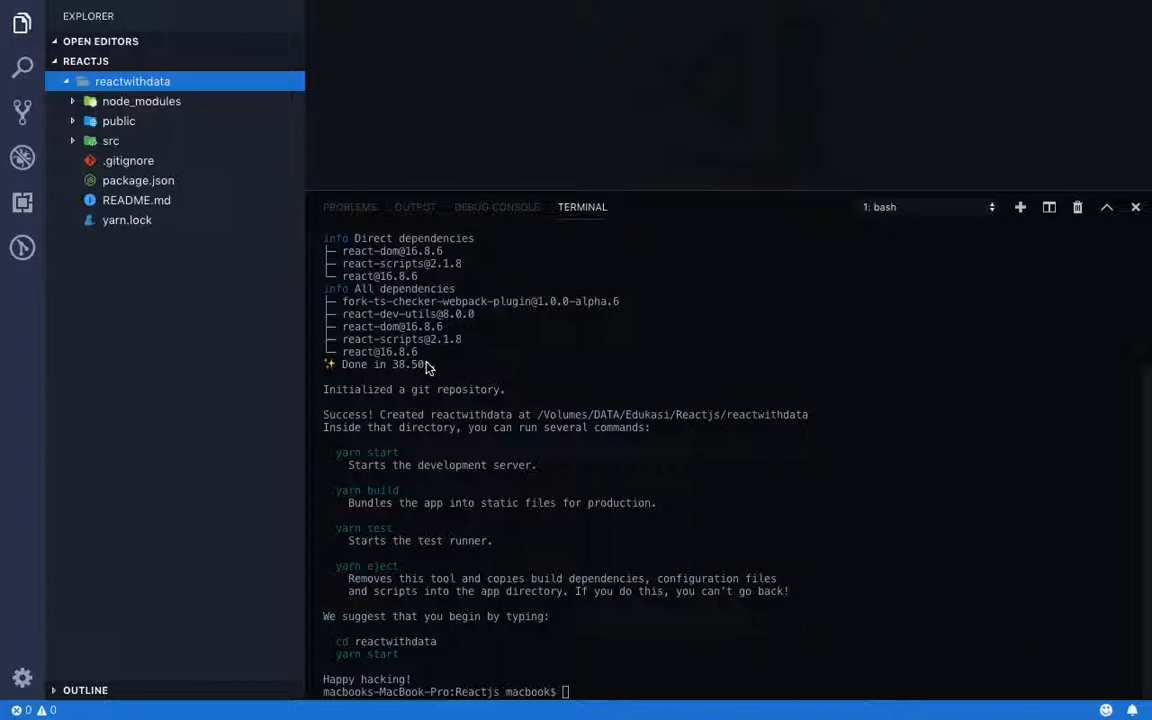 EXPLORER
OPEN EDITORS
REACTJS
reactwithdata
node_modules
public
src
.gitignore
package.json
README.md
yarn.lock
OUTLINE
PROBLEMS OUTPUT DEBUG CONSOLE TERMINAL 1: bash
info Direct dependencies
├─ react-dom@16.8.6
├─ react-scripts@2.1.8
└─ react@16.8.6
info All dependencies
├─ fork-ts-checker-webpack-plugin@1.0.0-alpha.6
├─ react-dev-utils@8.0.0
├─ react-dom@16.8.6
├─ react-scripts@2.1.8
└─ react@16.8.6
✨ Done in 38.50
Initialized a git repository.
Success! Created reactwithdata at /Volumes/DATA/Edukasi/Reactjs/reactwithdata
Inside that directory, you can run several commands:
yarn start
Starts the development server.
yarn build
Bundles the app into static files for production.
yarn test
Starts the test runner.
yarn eject
Removes this tool and copies build dependencies, configuration files
and scripts into the app directory. If you do this, you can’t go back!
We suggest that you begin by typing:
cd reactwithdata
yarn start
Happy hacking!
macbooks-MacBook-Pro:Reactjs macbook$
0 0